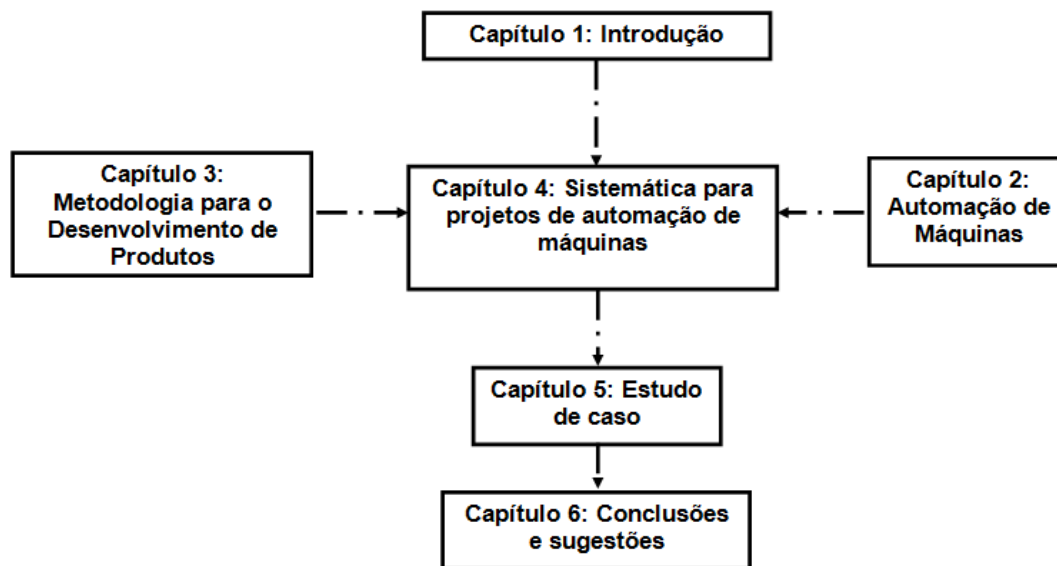 Capítulo 1: Introdução
Capítulo 3:
Metodologia para o
Desenvolvimento de
Produtos
Capítulo 4: Sistemática para
projetos de automação de
máquinas
Capítulo 2:
Automação de
Máquinas
Capítulo 5: Estudo
de caso
Capítulo 6: Conclusões
e sugestões